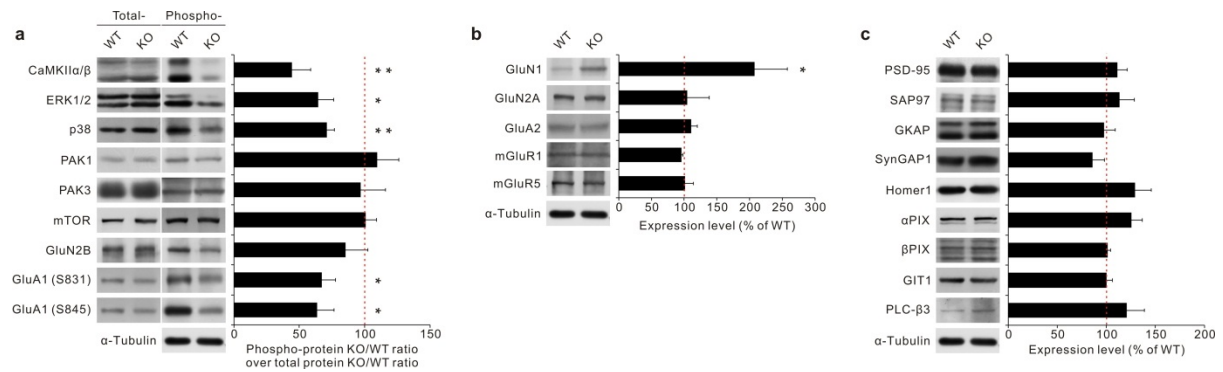 a
Total- Phospho-
WT KO WT KO
CaMKIIα/β **
ERK1/2 *
p38 **
PAK1
PAK3
mTOR
GluN2B
GluA1 (S831) *
GluA1 (S845) *
α-Tubulin
0 50 100 150
Phospho-protein KO/WT ratio
over total protein KO/WT ratio
b
WT KO
GluN1 *
GluN2A
GluA2
mGluR1
mGluR5
α-Tubulin
0 50 100 150 200 250 300
Expression level (% of WT)
c
WT KO
PSD-95
SAP97
GKAP
SynGAP1
Homer1
αPIX
βPIX
GIT1
PLC-β3
α-Tubulin
0 50 100 150 200
Expression level (% of WT)